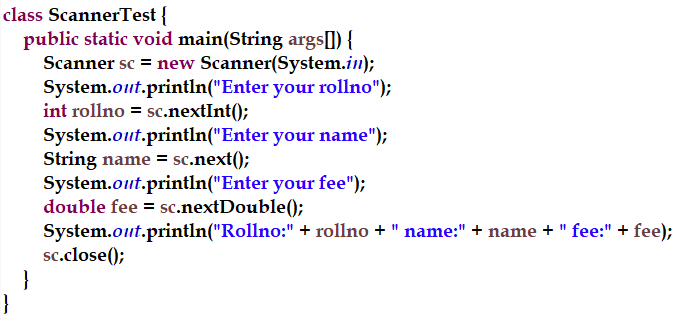 class ScannerTest {
public static void main(String args[]) {
Scanner sc = new Scanner(System.in);
System.out.println("Enter your rollno");
int rollno = sc.nextInt();
System.out.println("Enter your name");
String name = sc.next();
System.out.println("Enter your fee");
double fee = sc.nextDouble();
System.out.println("Rollno:" + rollno + " name:" + name + " fee:" + fee);
sc.close();
}
}